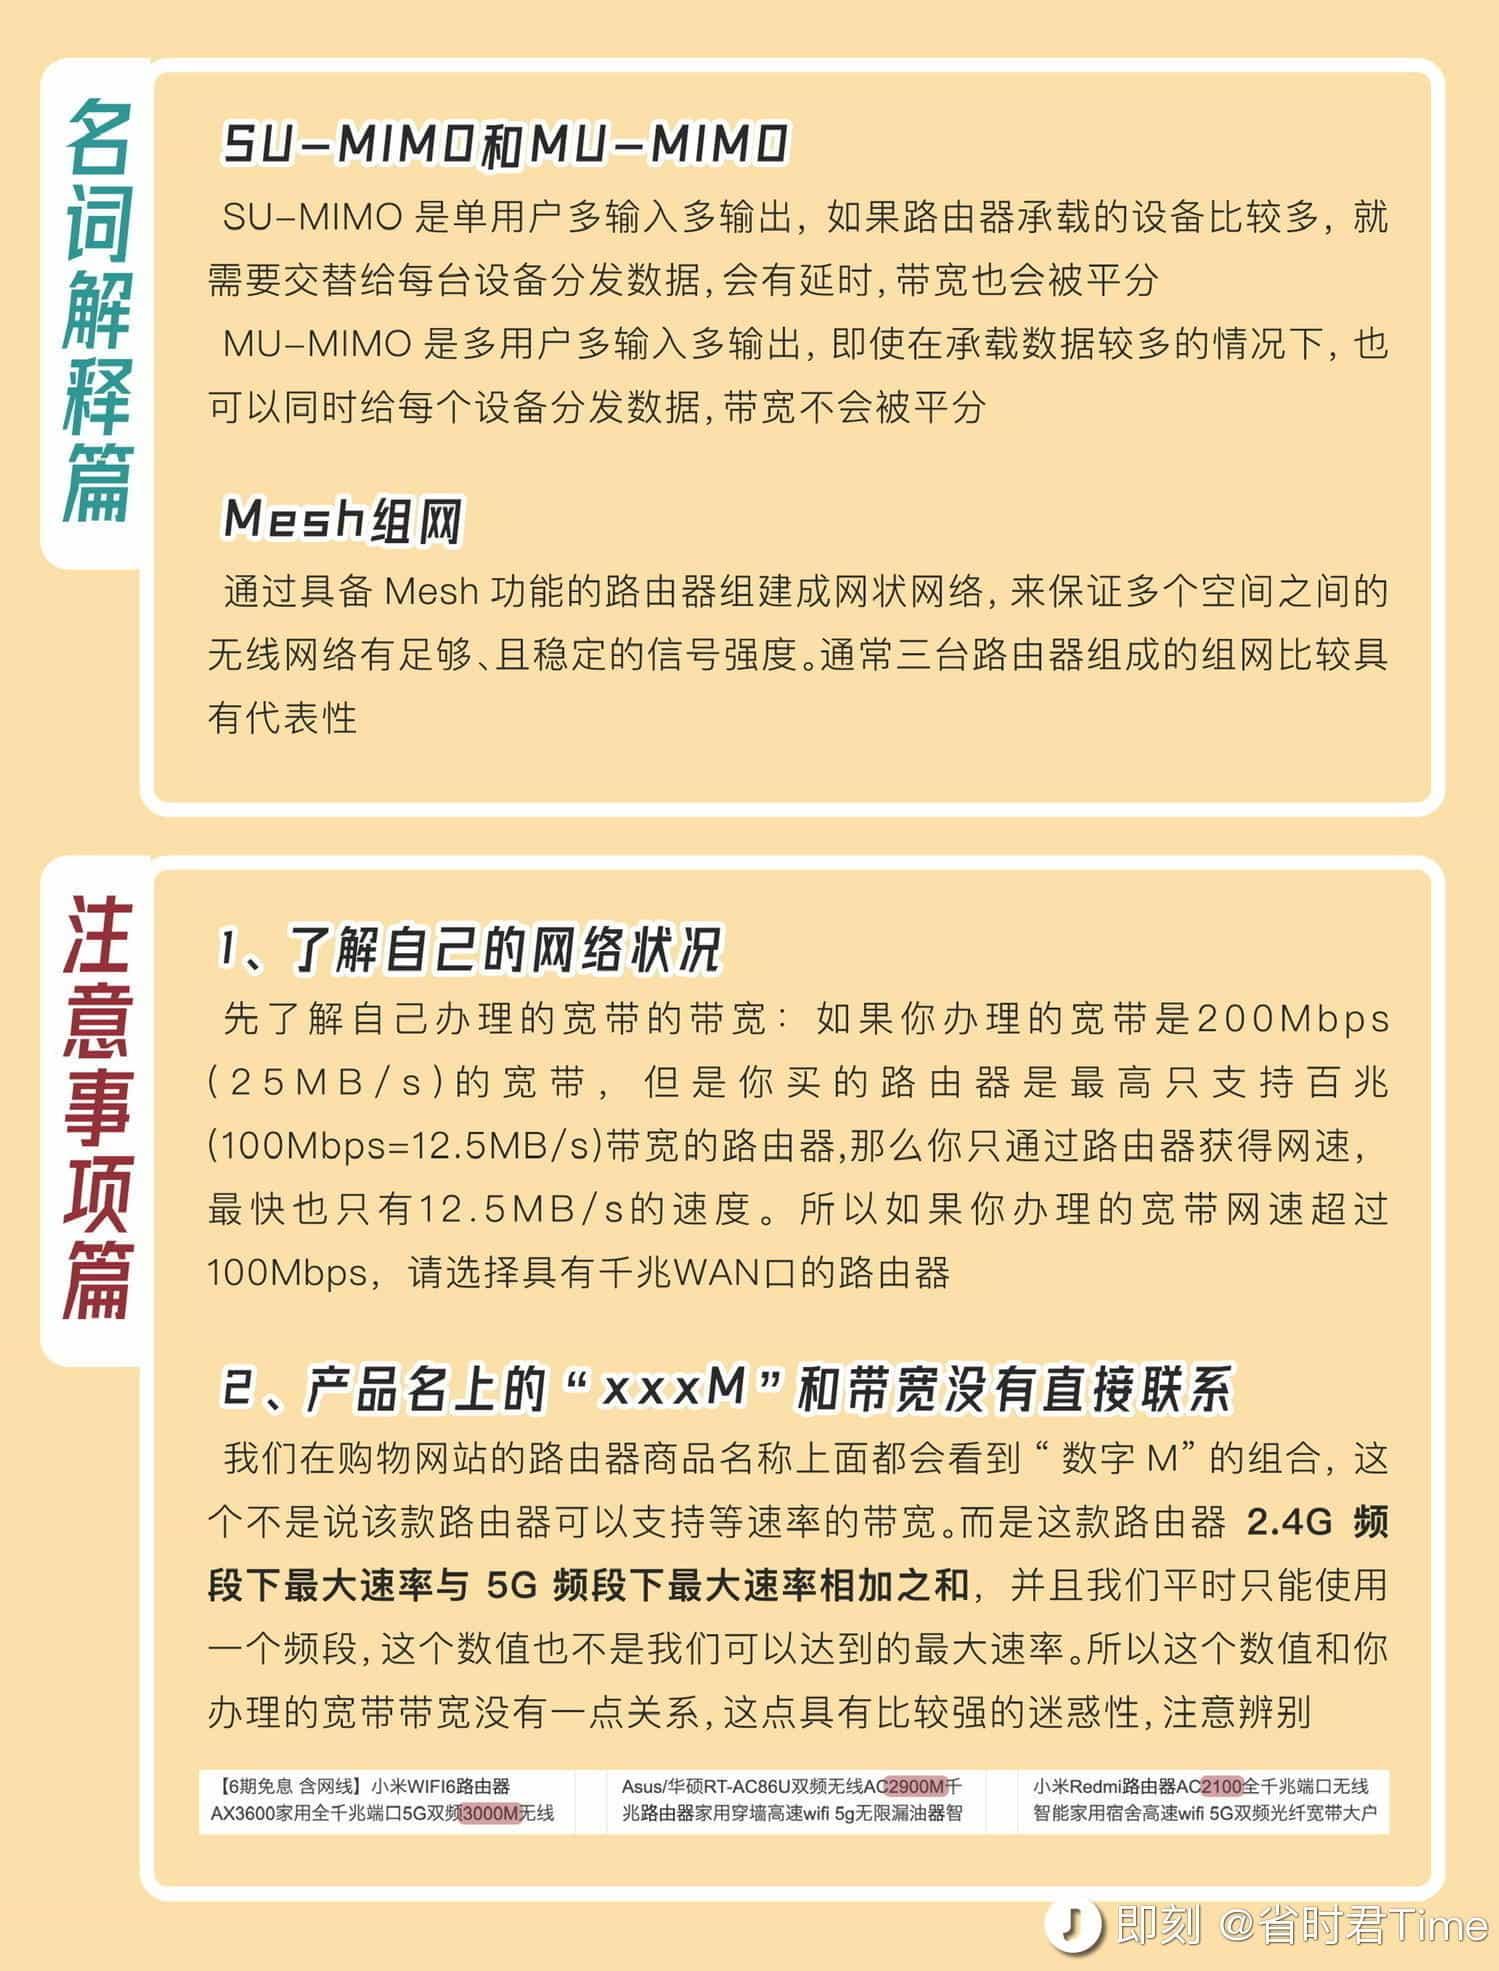 名词解释篇
SU-MIMO和MU-MIMO
SU-MIMO 是单用户多输入多输出, 如果路由器承载的设备比较多, 就
需要交替给每台设备分发数据, 会有延时, 带宽也会被平分
MU-MIMO 是多用户多输入多输出, 即使在承载数据较多的情况下, 也
可以同时给每个设备分发数据, 带宽不会被平分
Mesh组网
通过具备 Mesh 功能的路由器组建成网状网络, 来保证多个空间之间的
无线网络有足够、且稳定的信号强度。通常三台路由器组成的组网比较具
有代表性
注意事项篇
1、了解自己的网络状况
先了解自己办理的宽带的带宽：如果你办理的宽带是200Mbps
(25MB/s)的宽带, 但是你买的路由器是最高只支持百兆
(100Mbps=12.5MB/s)带宽的路由器,那么你只通过路由器获得网速,
最快也只有12.5MB/s的速度。所以如果你办理的宽带网速超过
100Mbps, 请选择具有千兆WAN口的路由器
2、产品名上的“xxxM”和带宽没有直接联系
我们在购物网站的路由器商品名称上面都会看到 “ 数字 M” 的组合, 这
个不是说该款路由器可以支持等速率的带宽。而是这款路由器 2.4G 频
段下最大速率与 5G 频段下最大速率相加之和, 并且我们平时只能使用
一个频段, 这个数值也不是我们可以达到的最大速率。所以这个数值和你
办理的宽带带宽没有一点关系, 这点具有比较强的迷惑性, 注意辨别
【6期免息 含网线】小米WIFI6路由器
AX3600家用全千兆端口5G双频3000M无线
Asus/华硕RT-AC86U双频无线AC2900M千
兆路由器家用穿墙高速wifi 5g无限漏油器智
小米Redmi路由器AC2100全千兆端口无线
智能家用宿舍高速wifi 5G双频光纤宽带大户
即刻 @省时君Time